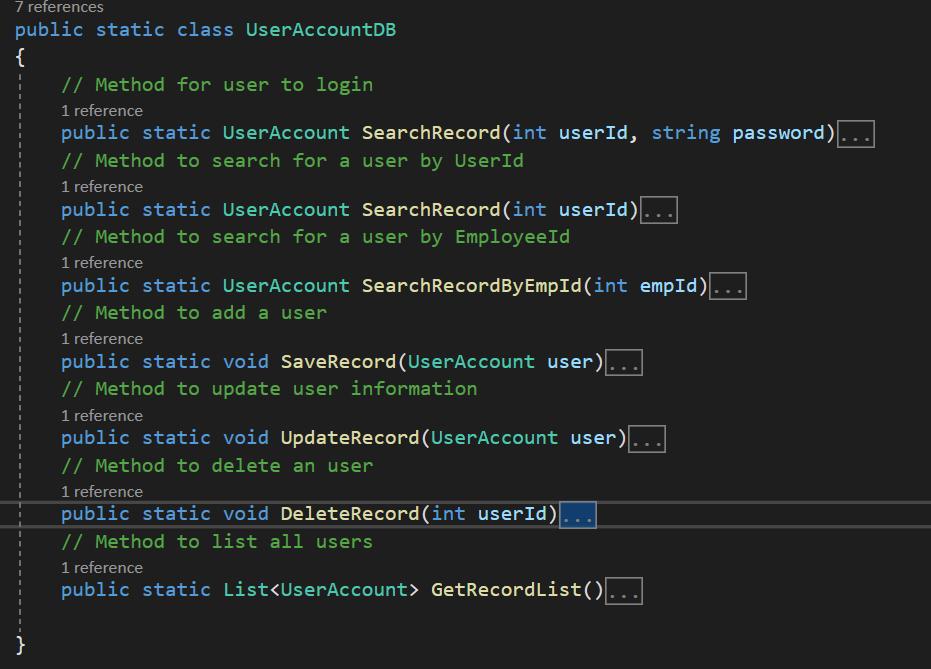 7 references
public static class UserAccountDB
{
// Method for user to login
1 reference
public static UserAccount SearchRecord(int userId, string password)...
// Method to search for a user by UserId
1 reference
public static UserAccount SearchRecord(int userId)...
// Method to search for a user by EmployeeId
1 reference
public static UserAccount SearchRecordByEmpId(int empId)...
// Method to add a user
1 reference
public static void SaveRecord(UserAccount user)...
// Method to update user information
1 reference
public static void UpdateRecord(UserAccount user)...
// Method to delete an user
1 reference
public static void DeleteRecord(int userId)...
// Method to list all users
1 reference
public static List<UserAccount> GetRecordList()...
}